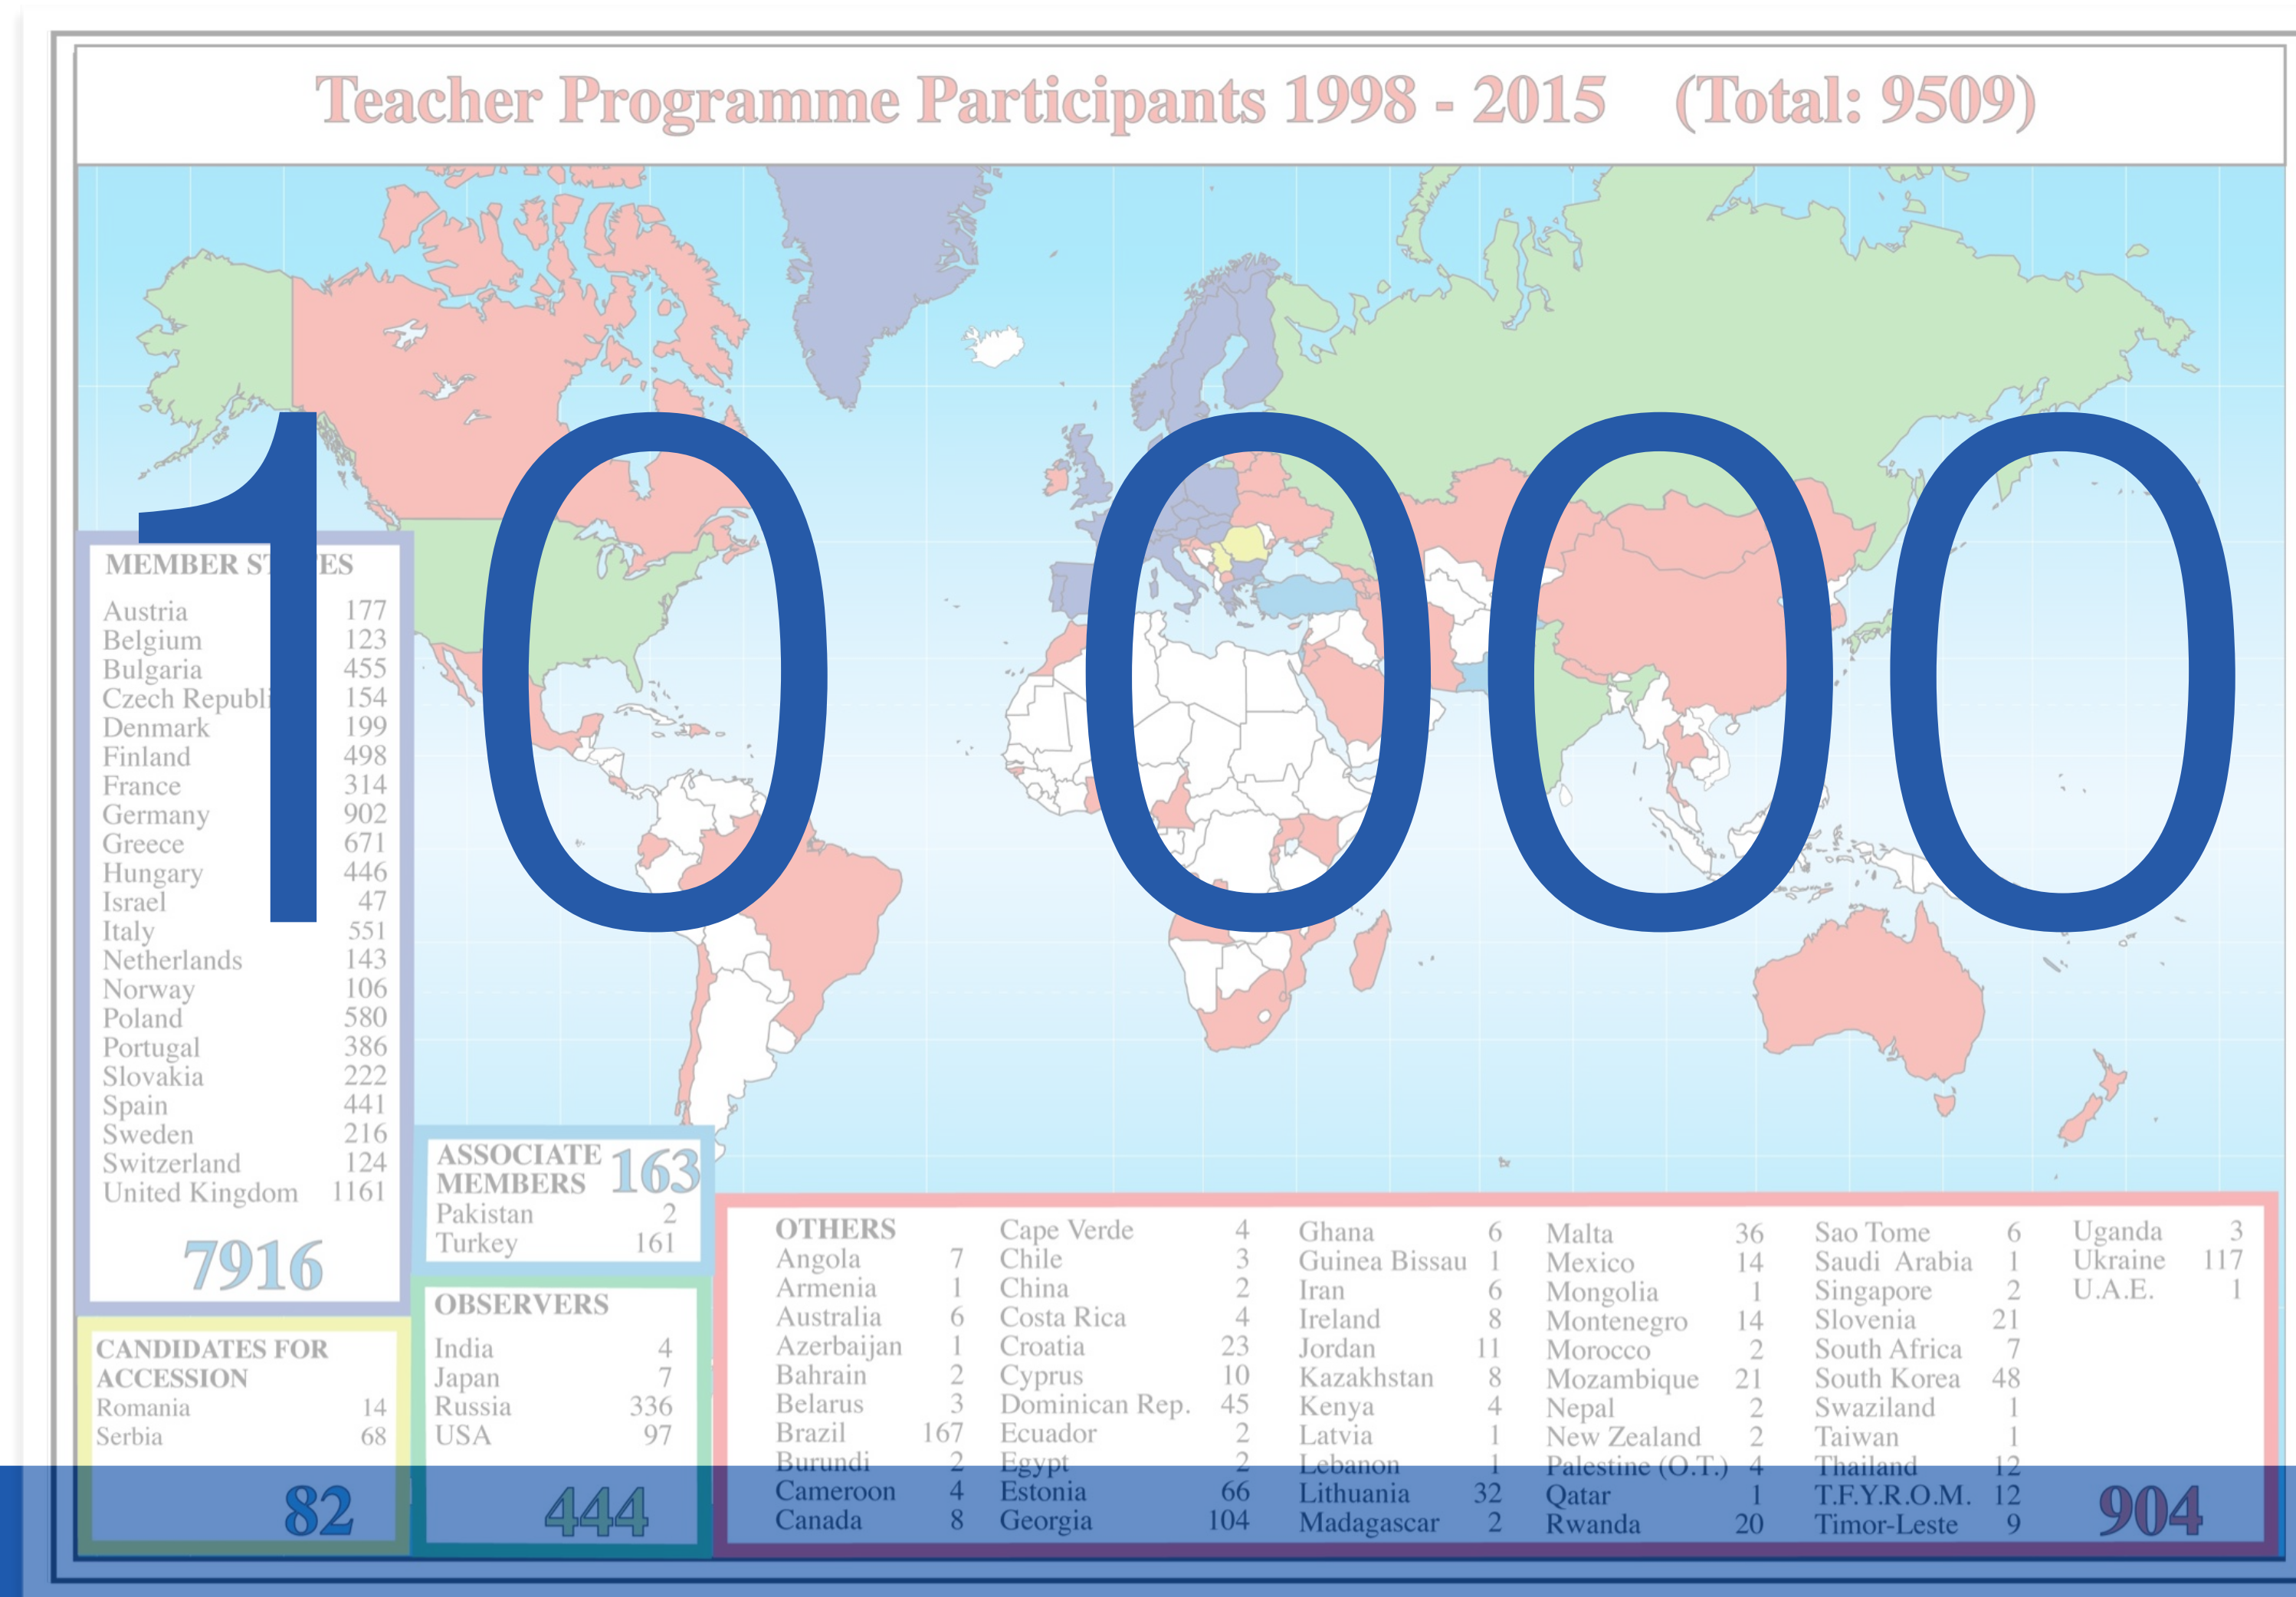 Teacher Programme Participants 1998 - 2015 (Total: 9509)
10 000
MEMBER ST ES
Austria 177
Belgium 123
Bulgaria 455
Czech Republi 154
Denmark 199
Finland 498
France 314
Germany 902
Greece 671
Hungary 446
Israel 47
Italy 551
Netherlands 143
Norway 106
Poland 580
Portugal 386
Slovakia 222
Spain 441
Sweden 216
Switzerland 124
United Kingdom 1161
7916
CANDIDATES FOR
ACCESSION
Romania 14
Serbia 68
82
ASSOCIATE
MEMBERS
163
Pakistan 2
Turkey 161
OBSERVERS
India 4
Japan 7
Russia 336
USA 97
444
OTHERS
Angola 7
Armenia 1
Australia 6
Azerbaijan 1
Bahrain 2
Belarus 3
Brazil 167
Burundi 2
Cameroon 4
Canada 8
Cape Verde 4
Chile 3
China 2
Costa Rica 4
Croatia 23
Cyprus 10
Dominican Rep. 45
Ecuador 2
Egypt 2
Estonia 66
Georgia 104
Ghana 6
Guinea Bissau 1
Iran 6
Ireland 8
Jordan 11
Kazakhstan 8
Kenya 4
Latvia 1
Lebanon 1
Lithuania 32
Madagascar 2
Malta 36
Mexico 14
Mongolia 1
Montenegro 14
Morocco 2
Mozambique 21
Nepal 2
New Zealand 2
Palestine (O.T.) 4
Qatar 1
Rwanda 20
Sao Tome 6
Saudi Arabia 1
Singapore 2
Slovenia 21
South Africa 7
South Korea 48
Swaziland 1
Taiwan 1
Thailand 12
T.F.Y.R.O.M. 12
Timor-Leste 9
Uganda 3
Ukraine 117
U.A.E. 1
904